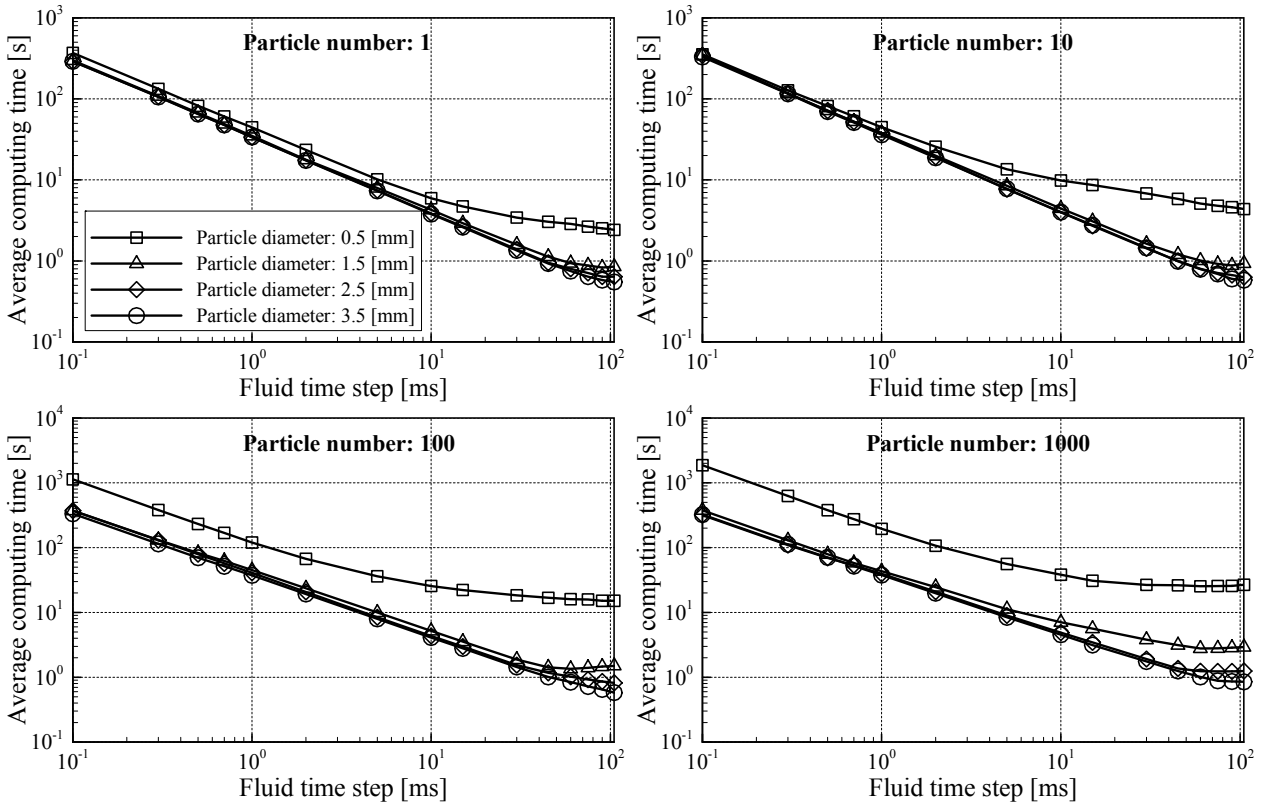 Particle number: 1
Average computing time [s]
10^3
10^2
10^1
10^0
10^-1
Particle diameter: 0.5 [mm]
Particle diameter: 1.5 [mm]
Particle diameter: 2.5 [mm]
Particle diameter: 3.5 [mm]
10^-1 10^0 10^1 10^2
Fluid time step [ms]
Particle number: 10
Average computing time [s]
10^3
10^2
10^1
10^0
10^-1
10^-1 10^0 10^1 10^2
Fluid time step [ms]
Particle number: 100
Average computing time [s]
10^4
10^3
10^2
10^1
10^0
10^-1
10^-1 10^0 10^1 10^2
Fluid time step [ms]
Particle number: 1000
Average computing time [s]
10^4
10^3
10^2
10^1
10^0
10^-1
10^-1 10^0 10^1 10^2
Fluid time step [ms]